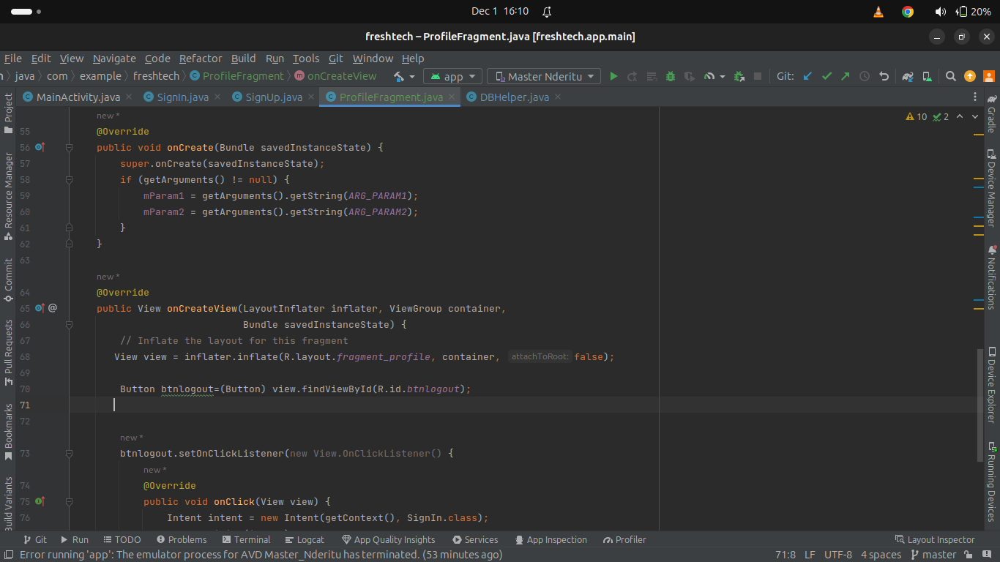 Dec 1 16:10
20%
freshtech – ProfileFragment.java [freshtech.app.main]
File Edit View Navigate Code Refactor Build Run Tools Git Window Help
java com example freshtech ProfileFragment onCreateView app Master Nderitu Git:
MainActivity.java SignIn.java SignUp.java ProfileFragment.java DBHelper.java
10 2
new *
55 @Override
56 public void onCreate(Bundle savedInstanceState) {
57 super.onCreate(savedInstanceState);
58 if (getArguments() != null) {
59 mParam1 = getArguments().getString(ARG_PARAM1);
60 mParam2 = getArguments().getString(ARG_PARAM2);
61 }
62 }
63
new *
64 @Override
65 @ public View onCreateView(LayoutInflater inflater, ViewGroup container,
66 Bundle savedInstanceState) {
67 // Inflate the layout for this fragment
68 View view = inflater.inflate(R.layout.fragment_profile, container, attachToRoot: false);
69
70 Button btnlogout=(Button) view.findViewById(R.id.btnlogout);
71
72
new *
73 btnlogout.setOnClickListener(new View.OnClickListener() {
new *
74 @Override
75 public void onClick(View view) {
76 Intent intent = new Intent(getContext(), SignIn.class);
Project
Resource Manager
Commit
Pull Requests
Bookmarks
Build Variants
Gradle
Device Manager
Notifications
Device Explorer
Running Devices
Git Run TODO Problems Terminal Logcat App Quality Insights Services App Inspection Profiler Layout Inspector
Error running 'app': The emulator process for AVD Master_Nderitu has terminated. (53 minutes ago) 71:8 LF UTF-8 4 spaces master